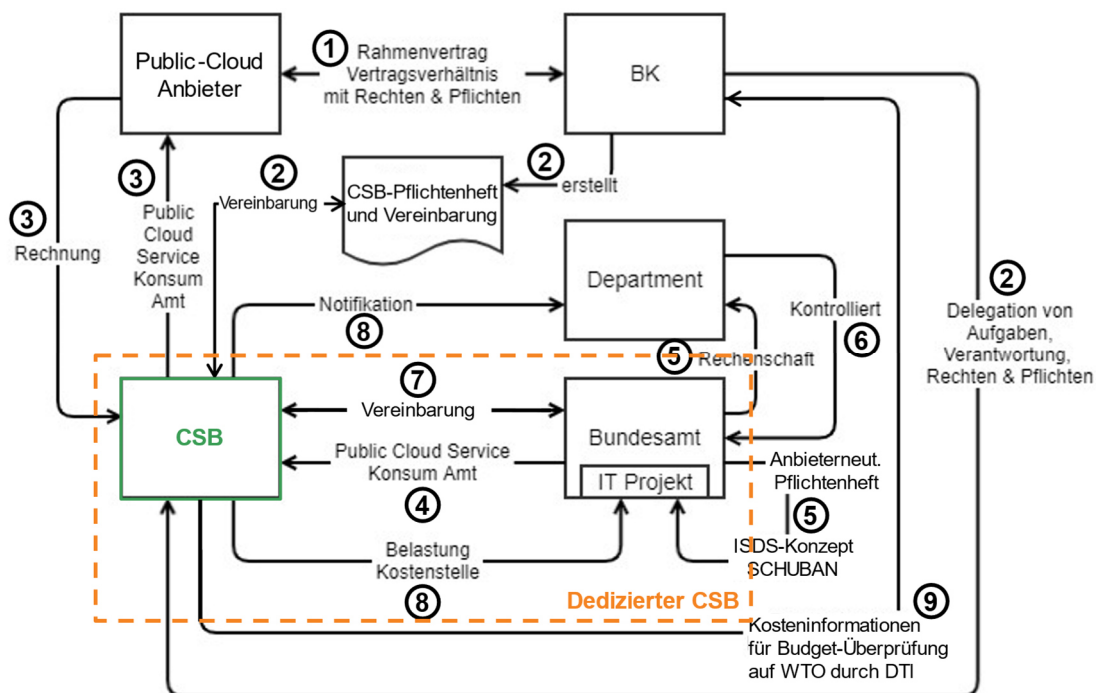 Public-Cloud
Anbieter
1
Rahmenvertrag
Vertragsverhältnis
mit Rechten & Pflichten
BK
3
Rechnung
3
Public
Cloud
Service
Konsum
Amt
2
Vereinbarung
CSB-Pflichtenheft
und Vereinbarung
2
erstellt
Department
Notifikation
8
Kontrolliert
6
2
Delegation von
Aufgaben,
Verantwortung,
Rechten & Pflichten
5
Rechenschaft
CSB
7
Vereinbarung
Bundesamt
IT Projekt
Public Cloud Service
Konsum Amt
4
Anbieterneut.
Pflichtenheft
5
ISDS-Konzept
SCHUBAN
Belastung
Kostenstelle
8
Dedizierter CSB
9
Kosteninformationen
für Budget-Überprüfung
auf WTO durch DTI